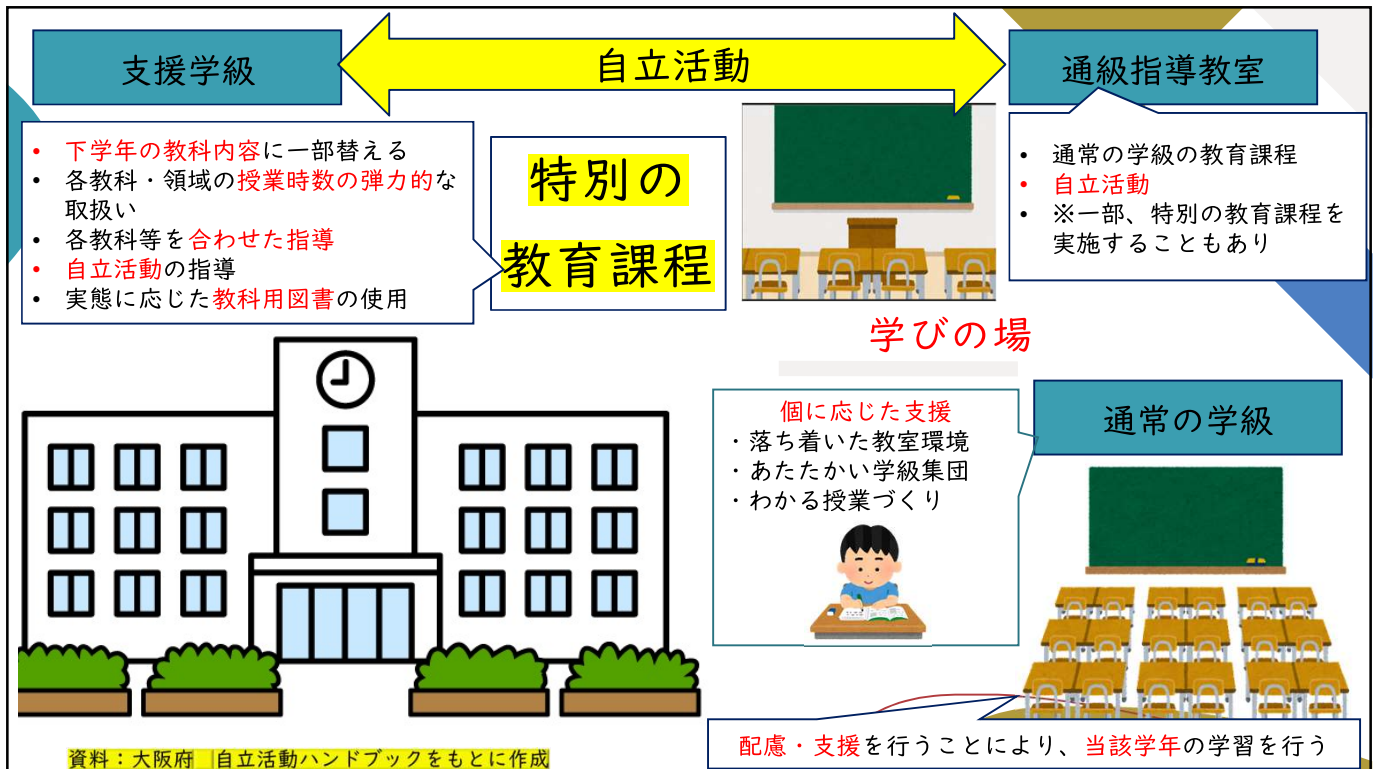 支援学級
自立活動
通級指導教室
• 下学年の教科内容に一部替える
• 各教科・領域の授業時数の弾力的な
取扱い
• 各教科等を合わせた指導
• 自立活動の指導
• 実態に応じた教科用図書の使用
特別の
教育課程
• 通常の学級の教育課程
• 自立活動
• ※一部、特別の教育課程を
実施することもあり
学びの場
個に応じた支援
・落ち着いた教室環境
・あたたかい学級集団
・わかる授業づくり
通常の学級
配慮・支援を行うことにより、当該学年の学習を行う
資料：大阪府 自立活動ハンドブックをもとに作成